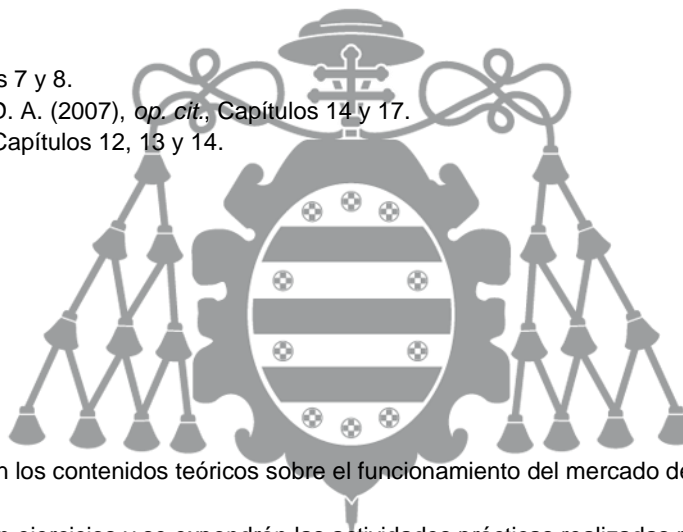 s 7 y 8.
D. A. (2007), op. cit., Capítulos 14 y 17.
Capítulos 12, 13 y 14.
n los contenidos teóricos sobre el funcionamiento del mercado de